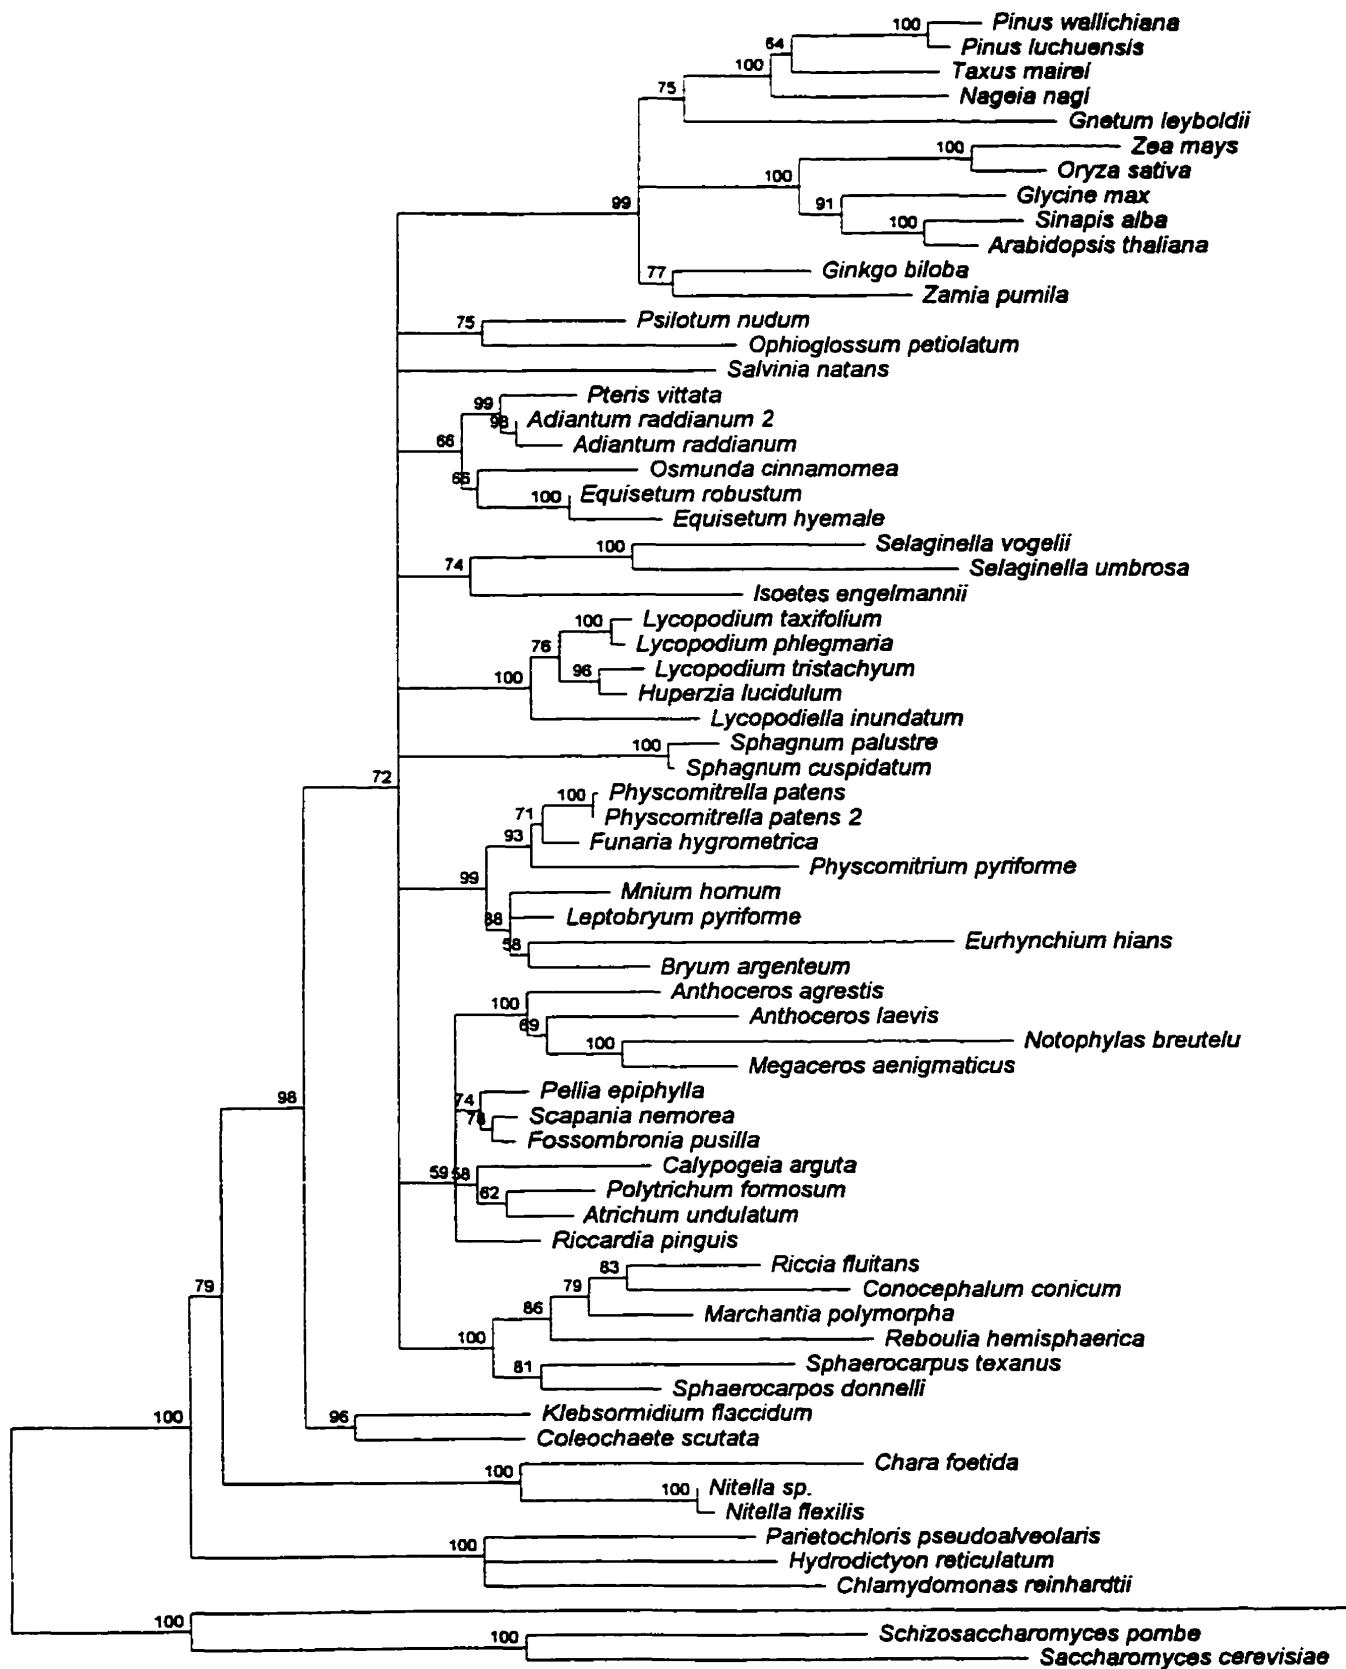 100 Pinus wallichiana
64 Pinus luchuensis
100 Taxus mairei
75 Nageia nagi
Gnetum leyboldii
100 Zea mays
100 Oryza sativa
91 Glycine max
99 100 Sinapis alba
Arabidopsis thaliana
77 Ginkgo biloba
Zamia pumila
75 Psilotum nudum
Ophioglossum petiolatum
Salvinia natans
99 Pteris vittata
98 Adiantum raddianum 2
66 Adiantum raddianum
Osmunda cinnamomea
100 Equisetum robustum
Equisetum hyemale
100 Selaginella vogelii
74 Selaginella umbrosa
Isoetes engelmannii
100 Lycopodium taxifolium
76 Lycopodium phlegmaria
96 Lycopodium tristachyum
100 Huperzia lucidulum
Lycopodiella inundatum
100 Sphagnum palustre
Sphagnum cuspidatum
72 100 Physcomitrella patens
71 Physcomitrella patens 2
93 Funaria hygrometrica
Physcomitrium pyriforme
99 Mnium hornum
88 Leptobryum pyriforme
58 Eurhynchium hians
Bryum argenteum
100 Anthoceros agrestis
69 Anthoceros laevis
100 Notophylas breutelu
Megaceros aenigmaticus
98 74 Pellia epiphylla
Scapania nemorea
Fossombronia pusilla
59 58 Calypogeia arguta
62 Polytrichum formosum
Atrichum undulatum
Riccardia pinguis
83 Riccia fluitans
79 79 Conocephalum conicum
86 Marchantia polymorpha
100 Reboulia hemisphaerica
81 Sphaerocarpus texanus
Sphaerocarpos donnelli
100 96 Klebsormidium flaccidum
Coleochaete scutata
100 Chara foetida
100 Nitella sp.
Nitella flexilis
100 Parietochloris pseudoalveolaris
Hydrodictyon reticulatum
Chlamydomonas reinhardtii
100 100 Schizosaccharomyces pombe
Saccharomyces cerevisiae